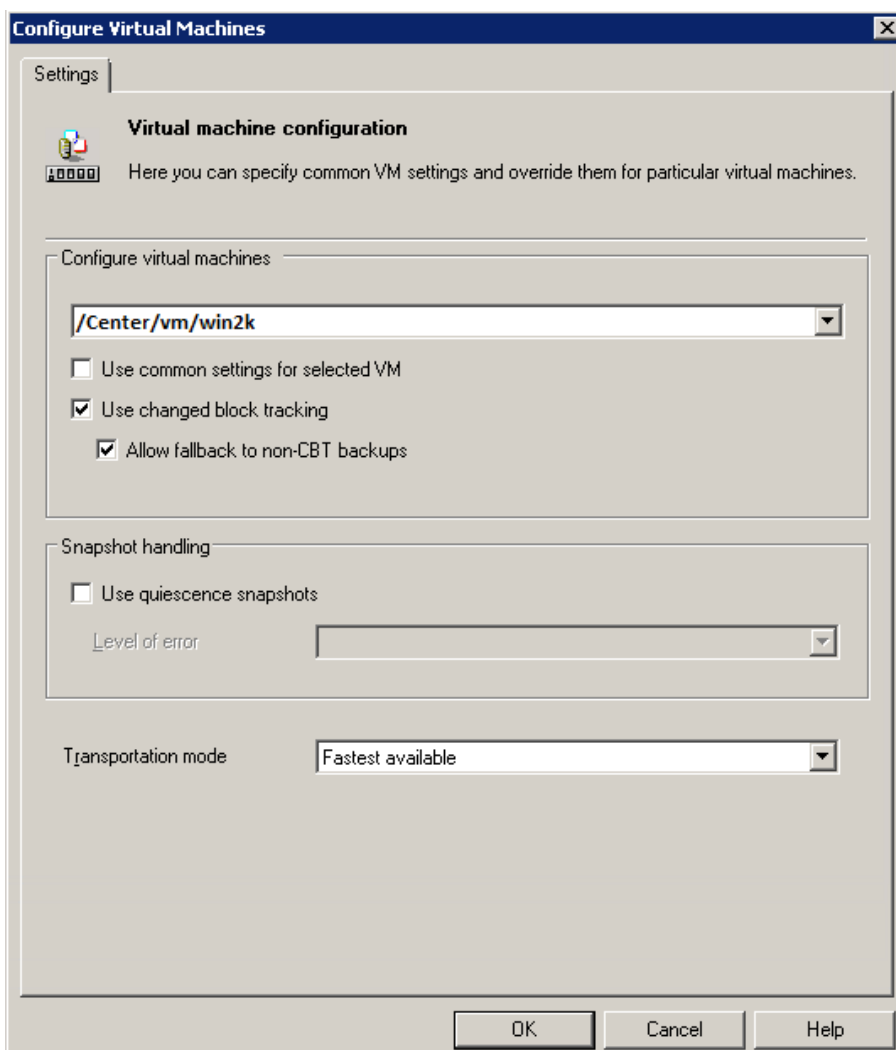 Configure Virtual Machines
Settings
Virtual machine configuration
Here you can specify common VM settings and override them for particular virtual machines.
Configure virtual machines
/Center/vm/win2k
Use common settings for selected VM
Use changed block tracking
Allow fallback to non-CBT backups
Snapshot handling
Use quiescence snapshots
Level of error
Transportation mode Fastest available
OK Cancel Help